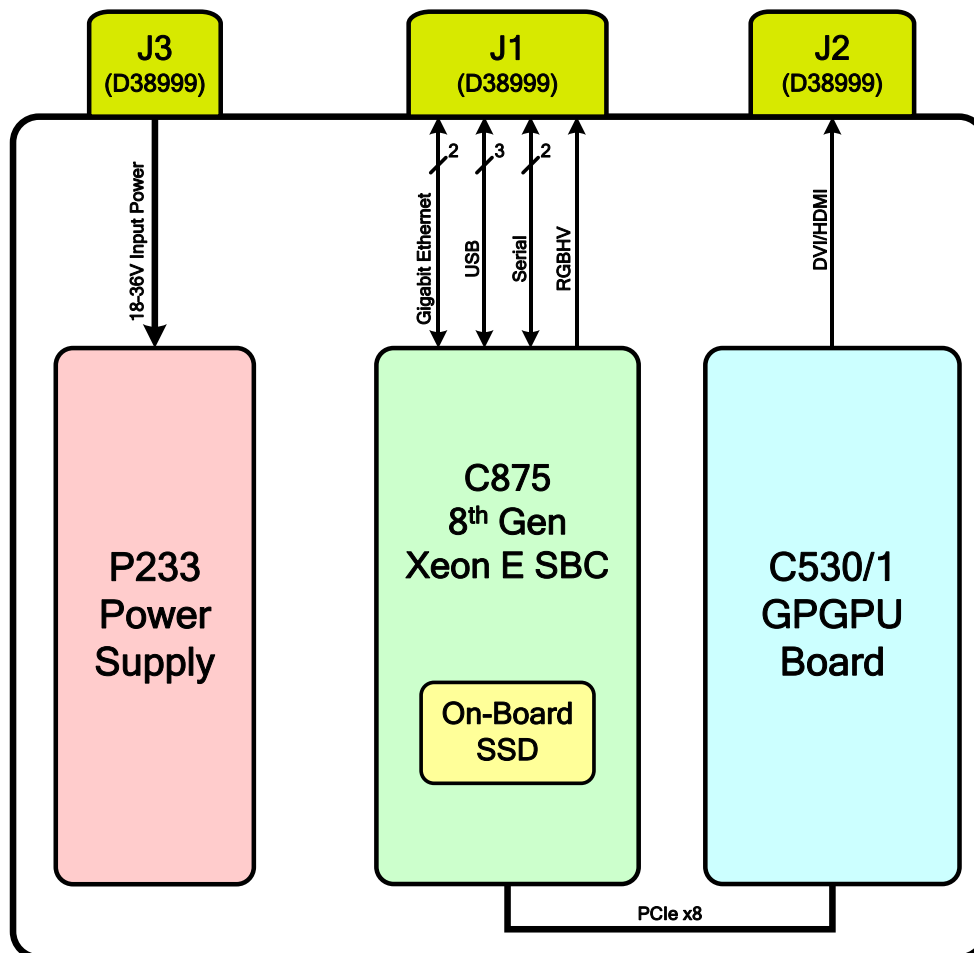 J3
(D38999)
J1
(D38999)
J2
(D38999)
18-36V Input Power
Gigabit Ethernet
2
USB
3
Serial
2
RGBHV
DVI/HDMI
P233
Power
Supply
C875
8th Gen
Xeon E SBC
On-Board
SSD
C530/1
GPGPU
Board
PCIe x8